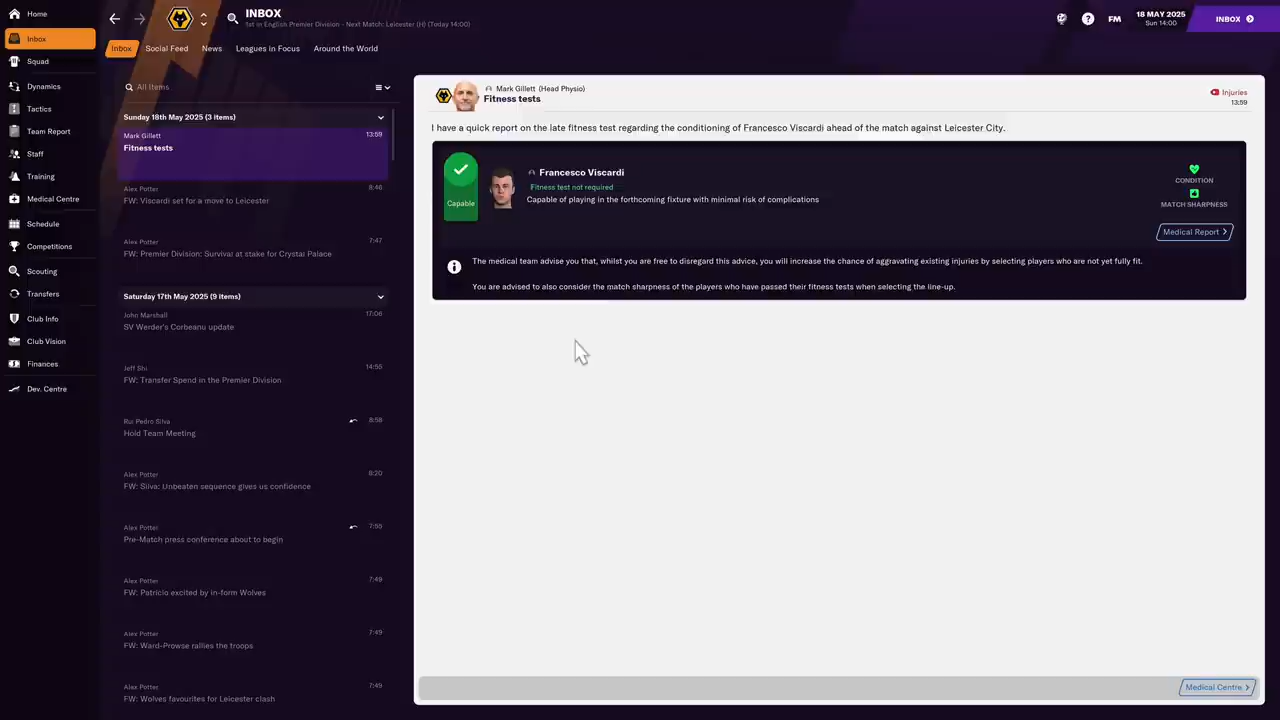 Home
Inbox
Squad
Dynamics
Tactics
Team Report
Staff
Training
Medical Centre
Schedule
Competitions
Scouting
Transfers
Club Info
Club Vision
Finances
Dev. Centre
INBOX
1st in English Premier Division - Next Match: Leicester (H) (Today 14:00)
FM
18 MAY 2025
Sun 14:00
INBOX
Inbox
Social Feed
News
Leagues in Focus
Around the World
All Items
Sunday 18th May 2025 (3 items)
Mark Gillett 13:59
Fitness tests
Alex Potter 8:46
FW: Viscardi set for a move to Leicester
Alex Potter 7:47
FW: Premier Division: Survival at stake for Crystal Palace
Saturday 17th May 2025 (9 items)
John Marshall 17:06
SV Werder's Corbeanu update
Jeff Shi 14:55
FW: Transfer Spend in the Premier Division
Rui Pedro Silva 8:58
Hold Team Meeting
Alex Potter 8:20
FW: Silva: Unbeaten sequence gives us confidence
Alex Potter 7:55
Pre-Match press conference about to begin
Alex Potter 7:49
FW: Patrício excited by in-form Wolves
Alex Potter 7:49
FW: Ward-Prowse rallies the troops
Alex Potter 7:49
FW: Wolves favourites for Leicester clash
Mark Gillett (Head Physio)
Fitness tests
Injuries
13:59
I have a quick report on the late fitness test regarding the conditioning of Francesco Viscardi ahead of the match against Leicester City.
Capable
Francesco Viscardi
Fitness test not required
Capable of playing in the forthcoming fixture with minimal risk of complications
CONDITION
MATCH SHARPNESS
Medical Report
The medical team advise you that, whilst you are free to disregard this advice, you will increase the chance of aggravating existing injuries by selecting players who are not yet fully fit.
You are advised to also consider the match sharpness of the players who have passed their fitness tests when selecting the line-up.
Medical Centre